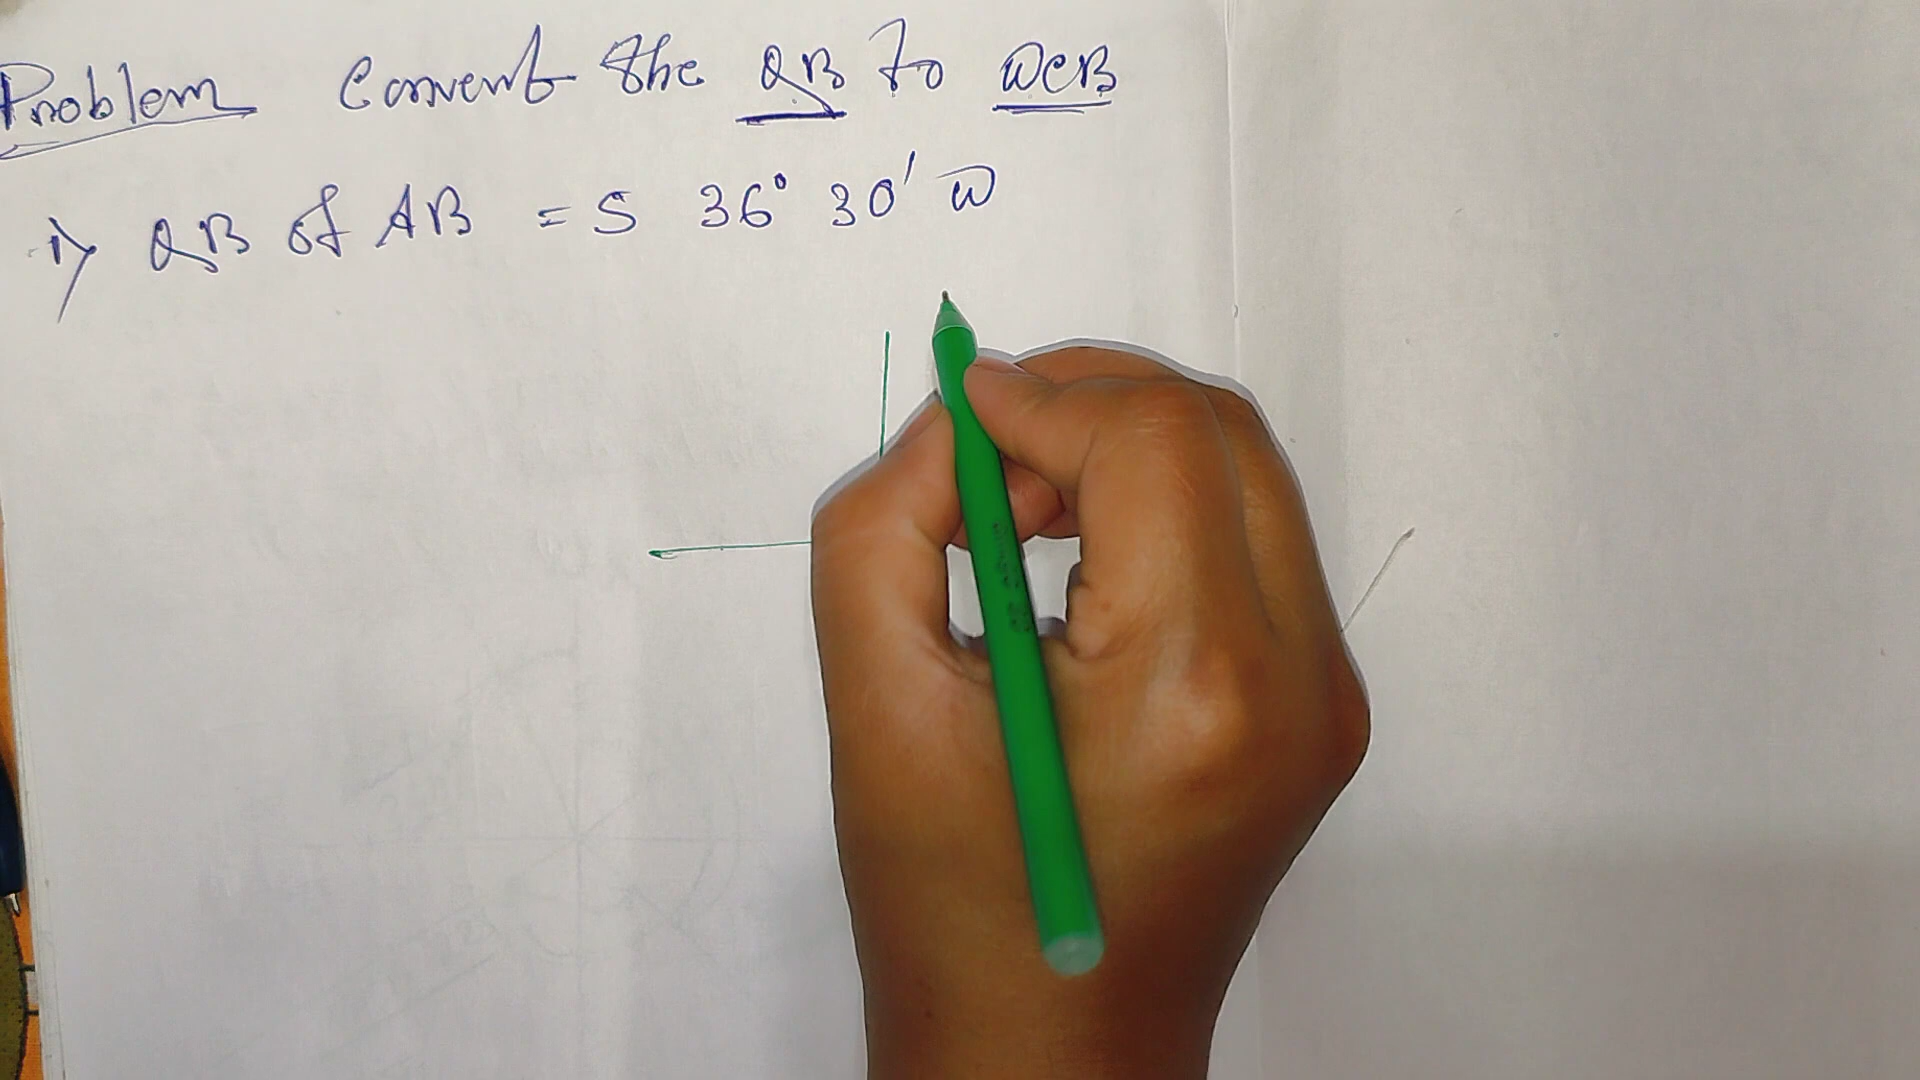 Problem Convert the QB to WCB
1) QB of AB = S 36° 30' W